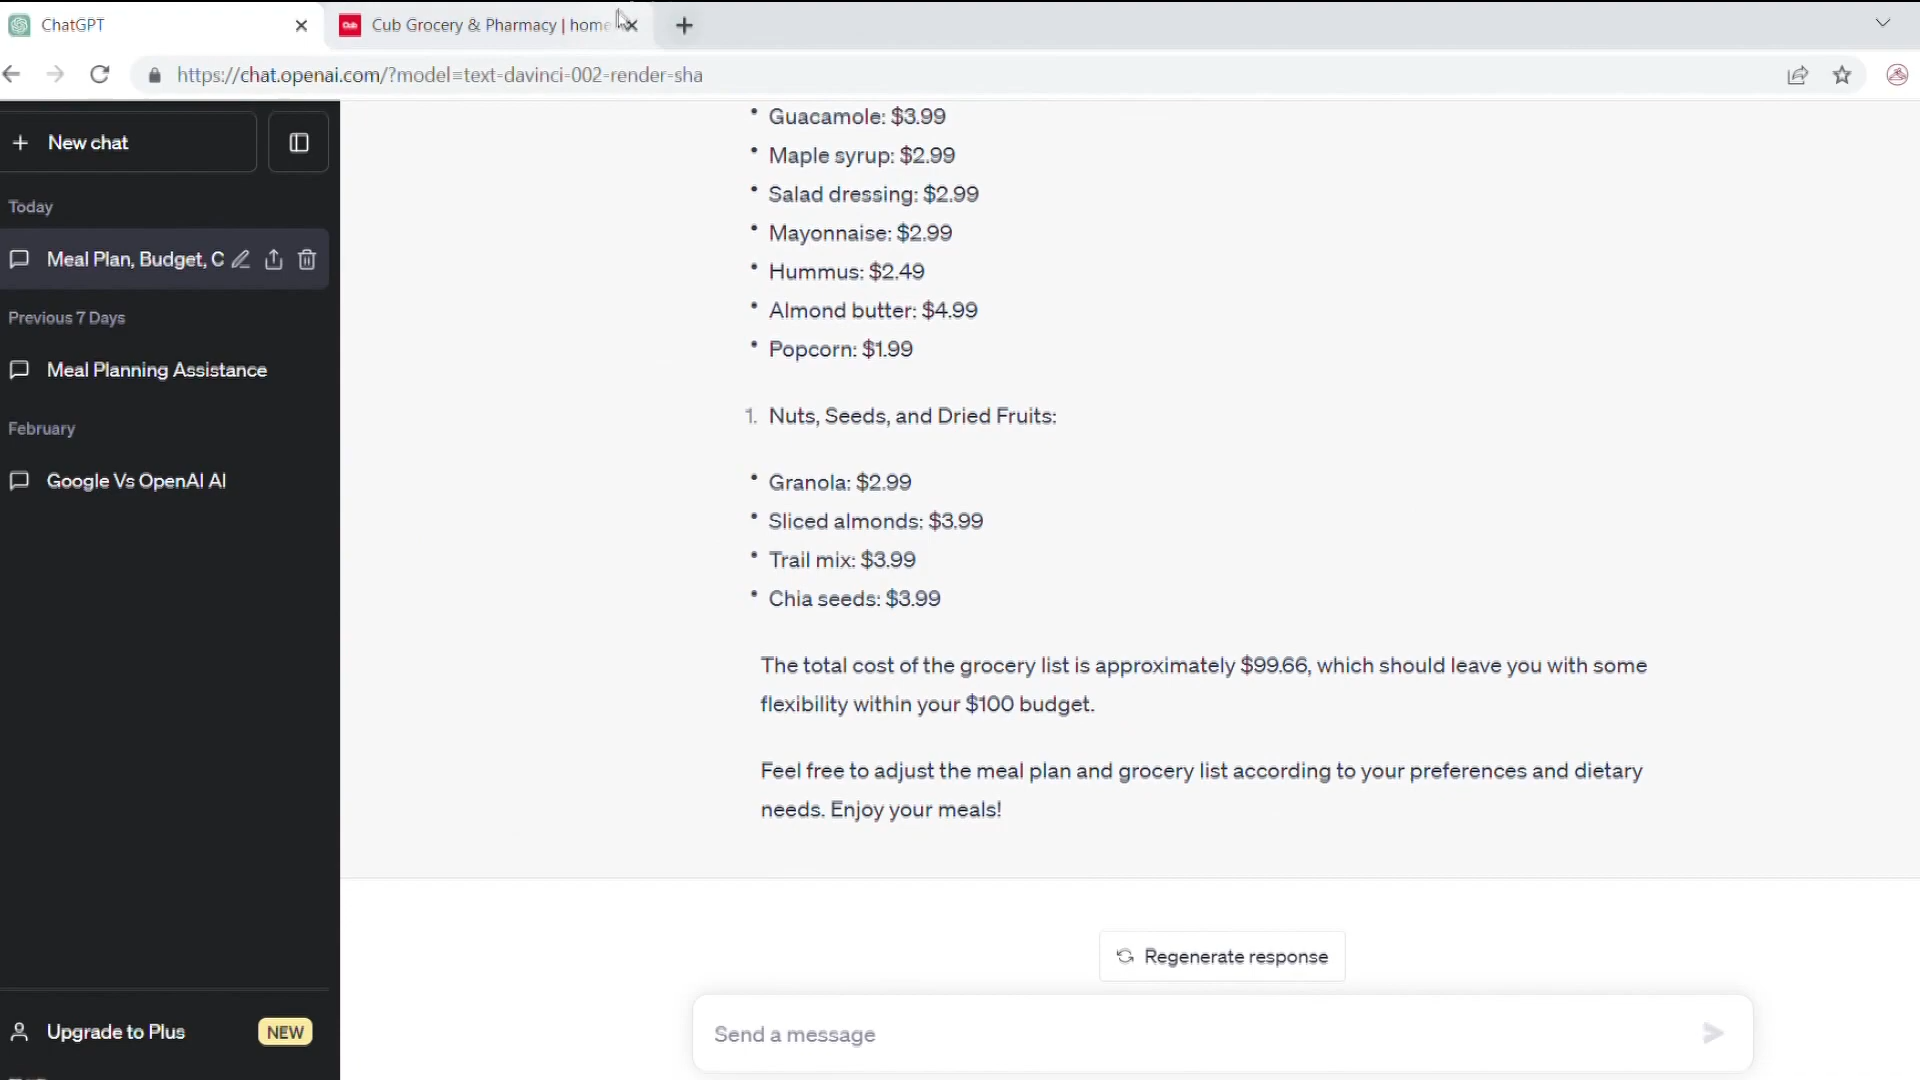 ChatGPT
Cub Grocery & Pharmacy | home
https://chat.openai.com/?model=text-davinci-002-render-sha
New chat
Today
Meal Plan, Budget, C
Previous 7 Days
Meal Planning Assistance
February
Google Vs OpenAI AI
Upgrade to Plus
NEW
• Guacamole: $3.99
• Maple syrup: $2.99
• Salad dressing: $2.99
• Mayonnaise: $2.99
• Hummus: $2.49
• Almond butter: $4.99
• Popcorn: $1.99
1. Nuts, Seeds, and Dried Fruits:
• Granola: $2.99
• Sliced almonds: $3.99
• Trail mix: $3.99
• Chia seeds: $3.99
The total cost of the grocery list is approximately $99.66, which should leave you with some
flexibility within your $100 budget.
Feel free to adjust the meal plan and grocery list according to your preferences and dietary
needs. Enjoy your meals!
Regenerate response
Send a message